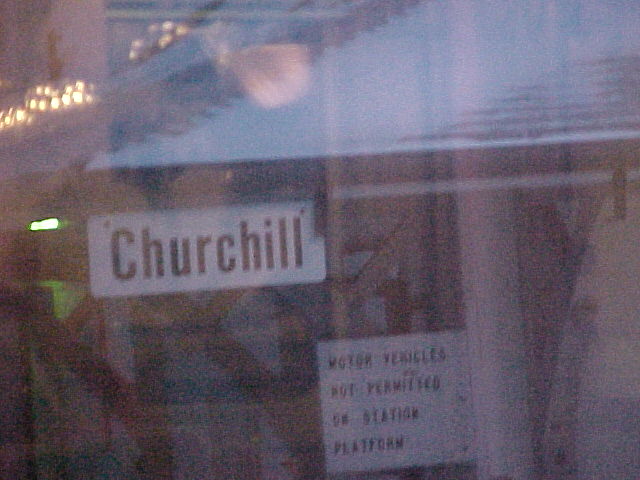 'Churchill'
MOTOR VEHICLES
NOT PERMITTED
ON STATION
PLATFORM